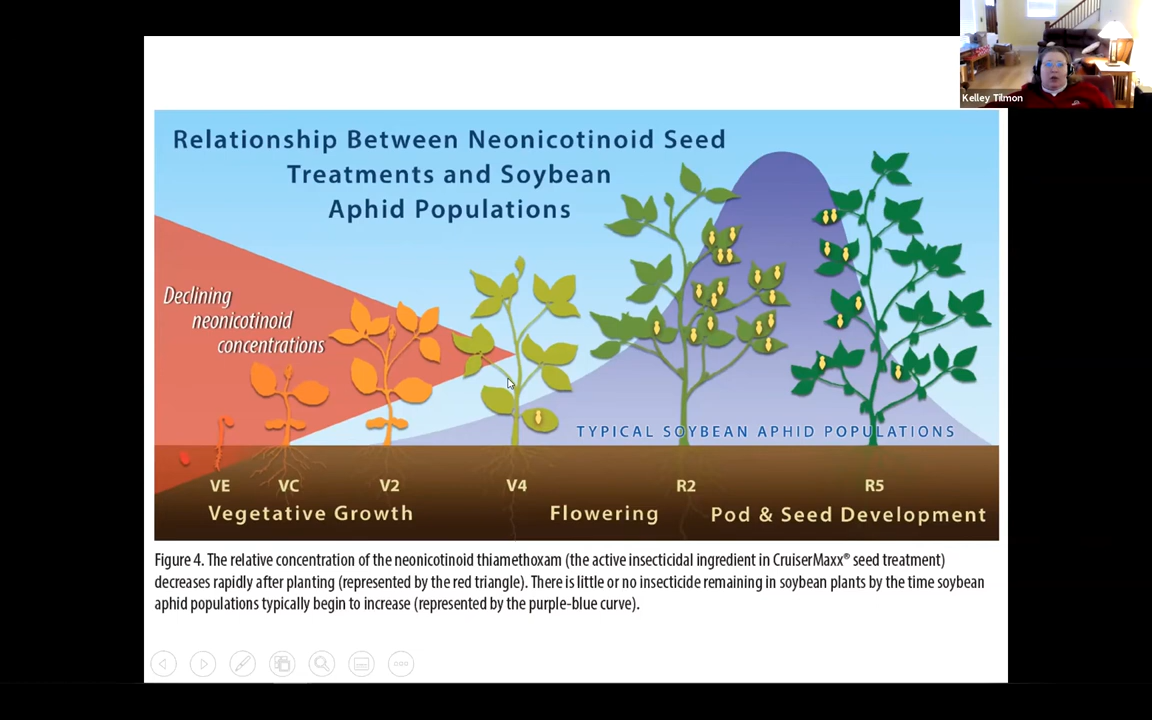 Kelley Tilmon
Relationship Between Neonicotinoid Seed
Treatments and Soybean
Aphid Populations
Declining
neonicotinoid
concentrations
TYPICAL SOYBEAN APHID POPULATIONS
VE VC V2 V4 R2 R5
Vegetative Growth Flowering Pod & Seed Development
Figure 4. The relative concentration of the neonicotinoid thiamethoxam (the active insecticidal ingredient in CruiserMaxx® seed treatment)
decreases rapidly after planting (represented by the red triangle). There is little or no insecticide remaining in soybean plants by the time soybean
aphid populations typically begin to increase (represented by the purple-blue curve).